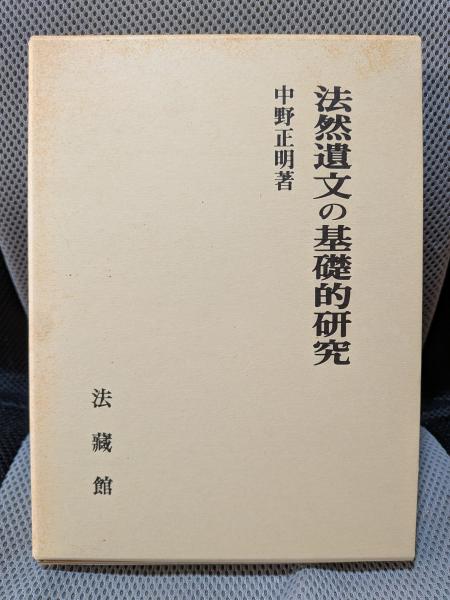 法然遺文の基礎的研究
中野正明著
法藏館